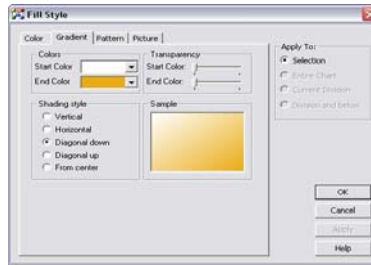 Fill Style
Color Gradient Pattern Picture
Colors
Start Color
End Color
Transparency
Start Color:
End Color:
Shading style
Vertical
Horizontal
Diagonal down
Diagonal up
From center
Sample
Apply To:
Selection
Entire Chart
Current Division
Division and below
OK
Cancel
Apply
Help